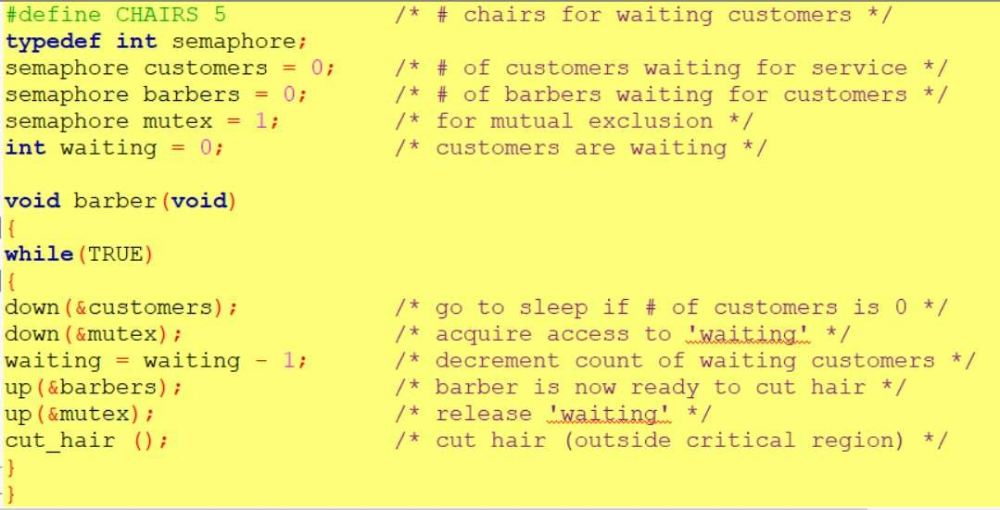 #define CHAIRS 5 /* # chairs for waiting customers */
typedef int semaphore;
semaphore customers = 0; /* # of customers waiting for service */
semaphore barbers = 0; /* # of barbers waiting for customers */
semaphore mutex = 1; /* for mutual exclusion */
int waiting = 0; /* customers are waiting */
void barber(void)
{
while(TRUE)
{
down(&customers); /* go to sleep if # of customers is 0 */
down(&mutex); /* acquire access to 'waiting' */
waiting = waiting - 1; /* decrement count of waiting customers */
up(&barbers); /* barber is now ready to cut hair */
up(&mutex); /* release 'waiting' */
cut_hair (); /* cut hair (outside critical region) */
}
}